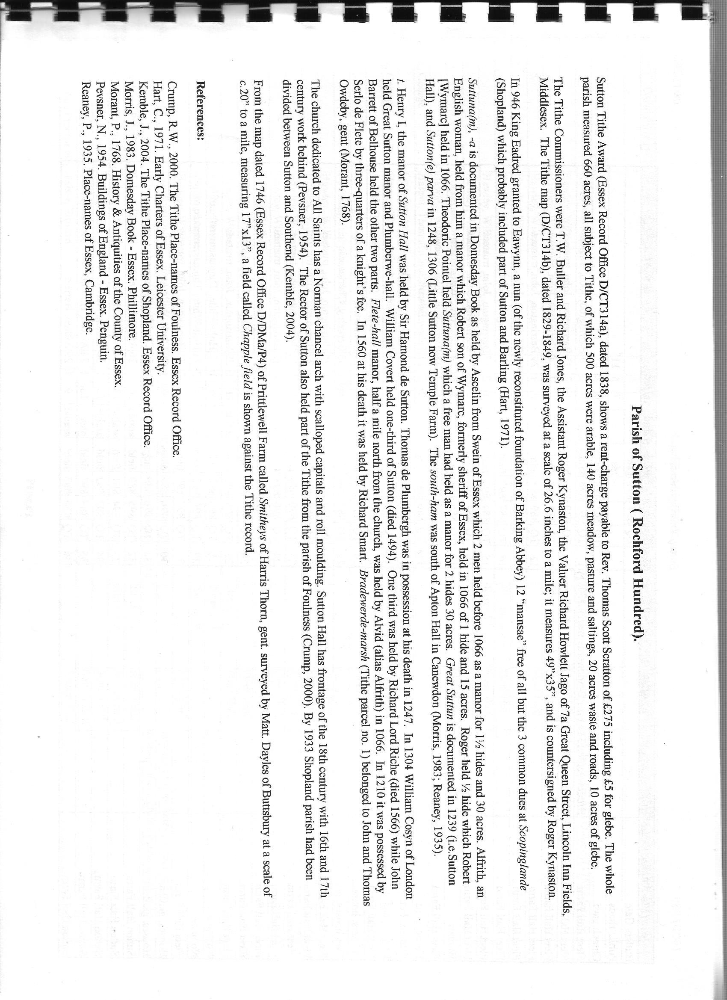 Parish of Sutton ( Rochford Hundred).
Sutton Tithe Award (Essex Record Office D/CT314a), dated 1838, shows a rent-charge payable to Rev. Thomas Scott Scratton of £275 including £5 for glebe. The whole
parish measured 660 acres, all subject to Tithe, of which 500 acres were arable, 140 acres meadow, pasture and saltings, 20 acres waste and roads, 10 acres of glebe.
The Tithe Commissioners were T.W. Buller and Richard Jones, the Assistant Roger Kynaston, the Valuer Richard Howlett Jago of 7a Great Queen Street, Lincoln Inn Fields,
Middlesex. The Tithe map (D/CT314b), dated 1829-1849, was surveyed at a scale of 26.6 inches to a mile; it measures 49”x35”, and is countersigned by Roger Kynaston.
In 946 King Eadred granted to Eawynn, a nun (of the newly reconstituted foundation of Barking Abbey) 12 “mansae” free of all but the 3 common dues at Scopinglande
(Shopland) which probably included part of Sutton and Barling (Hart, 1971).
Suttuna(m), -a is documented in Domesday Book as held by Ascelin from Swein of Essex which 2 men held before 1066 as a manor for 1½ hides and 30 acres. Alfrith, an
English woman, held from him a manor which Robert son of Wymarc, formerly sheriff of Essex, held in 1066 of 1 hide and 15 acres. Roger held ½ hide which Robert
[Wymarc] held in 1066. Theodoric Pointel held Suttuna(m) which a free man had held as a manor for 2 hides 30 acres. Great Suttun is documented in 1239 (i.e.Sutton
Hall), and Sutton(e) parva in 1248, 1306 (Little Sutton now Temple Farm). The south-ham was south of Apton Hall in Canewdon (Morris, 1983; Reaney, 1935).
t. Henry I, the manor of Sutton Hall was held by Sir Hamond de Sutton. Thomas de Plumbergh was in possession at his death in 1247. In 1304 William Cosyn of London
held Great Sutton manor and Plumberwe-hall. William Covert held one-third of Sutton (died 1494). One third was held by Richard Lord Riche (died 1566) while John
Barrett of Belhouse held the other two parts. Flete-hall manor, half a mile north from the church, was held by Alvid (alias Alfrith) in 1066. In 1210 it was possessed by
Serlo de Flete by three-quarters of a knight’s fee. In 1560 at his death it was held by Richard Smart. Bradewerde-marsh (Tithe parcel no. 1) belonged to John and Thomas
Owdeby, gent (Morant, 1768).
The church dedicated to All Saints has a Norman chancel arch with scalloped capitals and roll moulding. Sutton Hall has frontage of the 18th century with 16th and 17th
century work behind (Pevsner, 1954). The Rector of Sutton also held part of the Tithe from the parish of Foulness (Crump, 2000). By 1933 Shopland parish had been
divided between Sutton and Southend (Kemble, 2004).
From the map dated 1746 (Essex Record Office D/DMa/P4) of Prittlewell Farm called Smitheys of Harris Thorn, gent. surveyed by Matt. Dayles of Buttsbury at a scale of
c.20” to a mile, measuring 17”x13”, a field called Chapple field is shown against the Tithe record.
References:
Crump, R.W., 2000. The Tithe Place-names of Foulness. Essex Record Office.
Hart, C., 1971. Early Charters of Essex. Leicester University.
Kemble, J., 2004. The Tithe Place-names of Shopland. Essex Record Office.
Morris, J., 1983. Domesday Book - Essex. Phillimore.
Morant, P., 1768. History & Antiquities of the County of Essex.
Pevsner, N., 1954. Buildings of England - Essex. Penguin.
Reaney, P., 1935. Place-names of Essex, Cambridge.